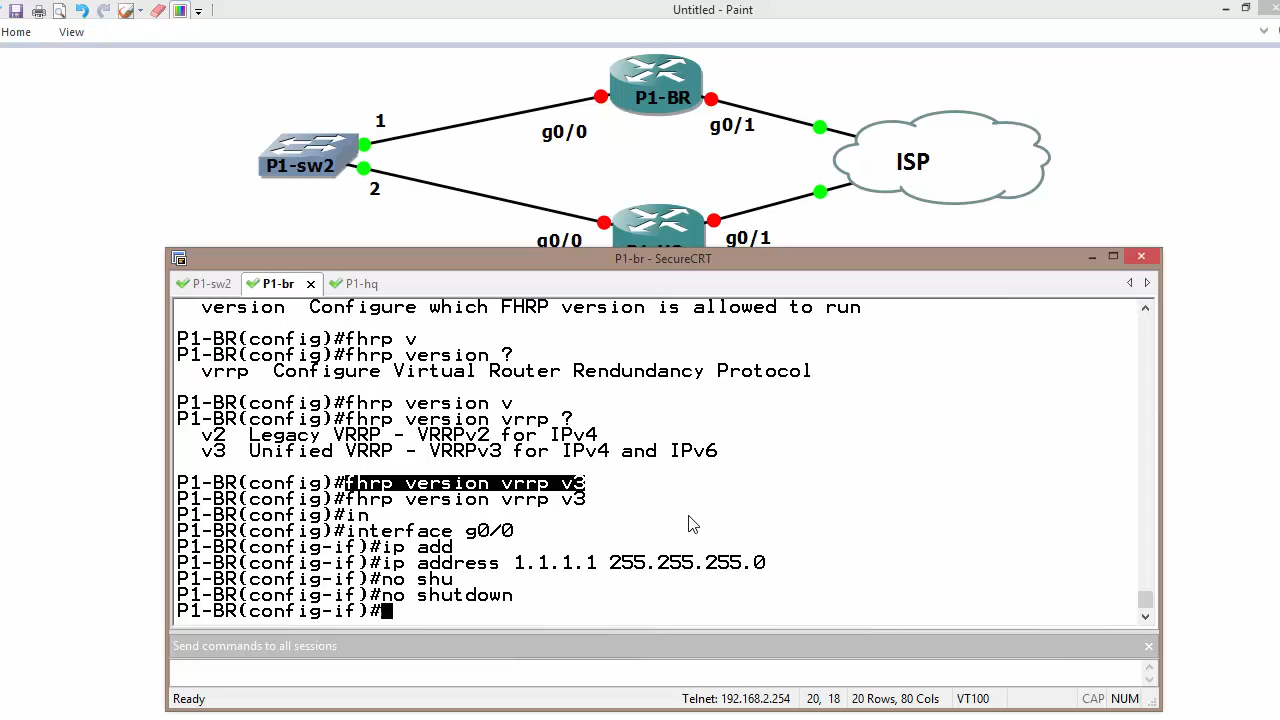 Untitled - Paint
Home View
P1-BR
1
g0/0
g0/1
P1-sw2
ISP
2
g0/0
g0/1
P1-br - SecureCRT
P1-sw2 P1-br P1-hq
version Configure which FHRP version is allowed to run
P1-BR(config)#fhrp v
P1-BR(config)#fhrp version ?
vrrp Configure Virtual Router Rendundancy Protocol
P1-BR(config)#fhrp version v
P1-BR(config)#fhrp version vrrp ?
v2 Legacy VRRP - VRRPv2 for IPv4
v3 Unified VRRP - VRRPv3 for IPv4 and IPv6
P1-BR(config)#fhrp version vrrp v3
P1-BR(config)#fhrp version vrrp v3
P1-BR(config)#in
P1-BR(config)#interface g0/0
P1-BR(config-if)#ip add
P1-BR(config-if)#ip address 1.1.1.1 255.255.255.0
P1-BR(config-if)#no shu
P1-BR(config-if)#no shutdown
P1-BR(config-if)#
Send commands to all sessions
Ready Telnet: 192.168.2.254 20, 18 20 Rows, 80 Cols VT100 CAP NUM